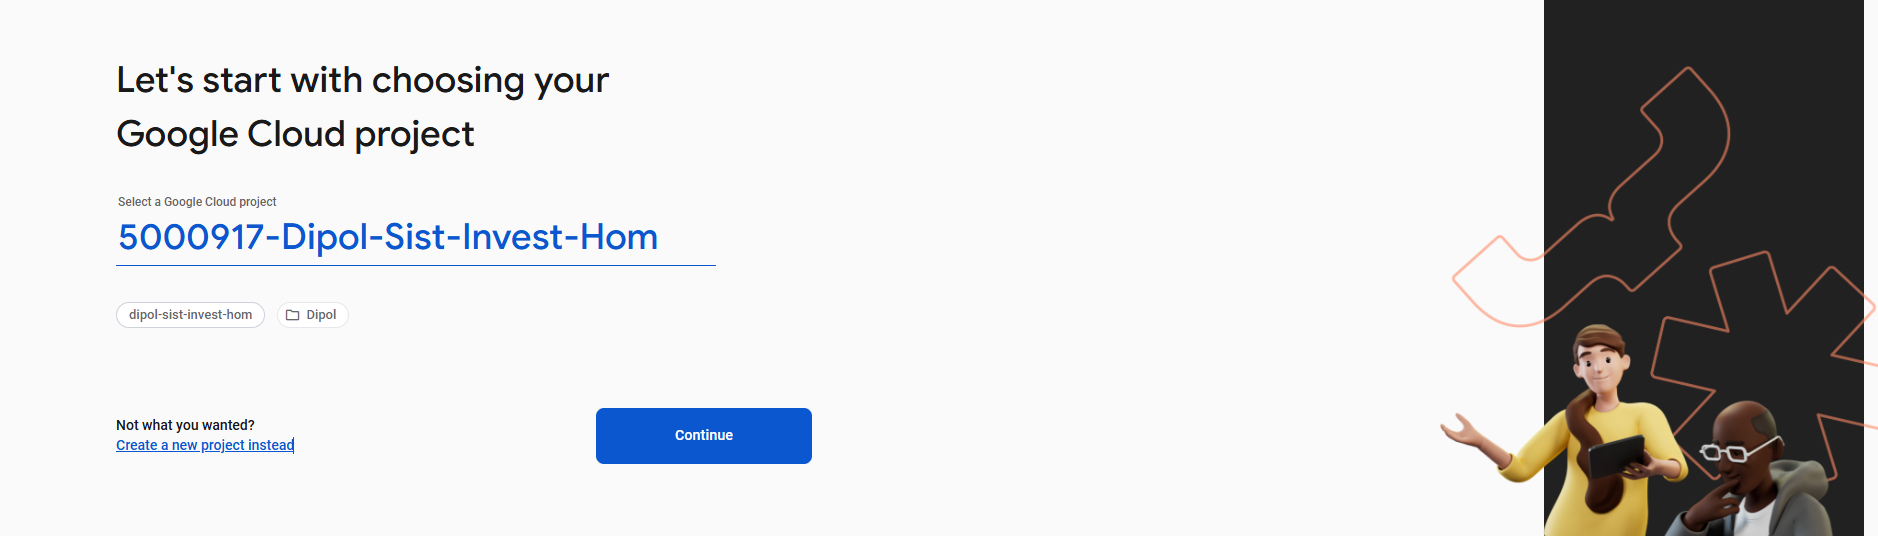 Let's start with choosing your
Google Cloud project
Select a Google Cloud project
5000917-Dipol-Sist-Invest-Hom
dipol-sist-invest-hom
Dipol
Not what you wanted?
Create a new project instead
Continue